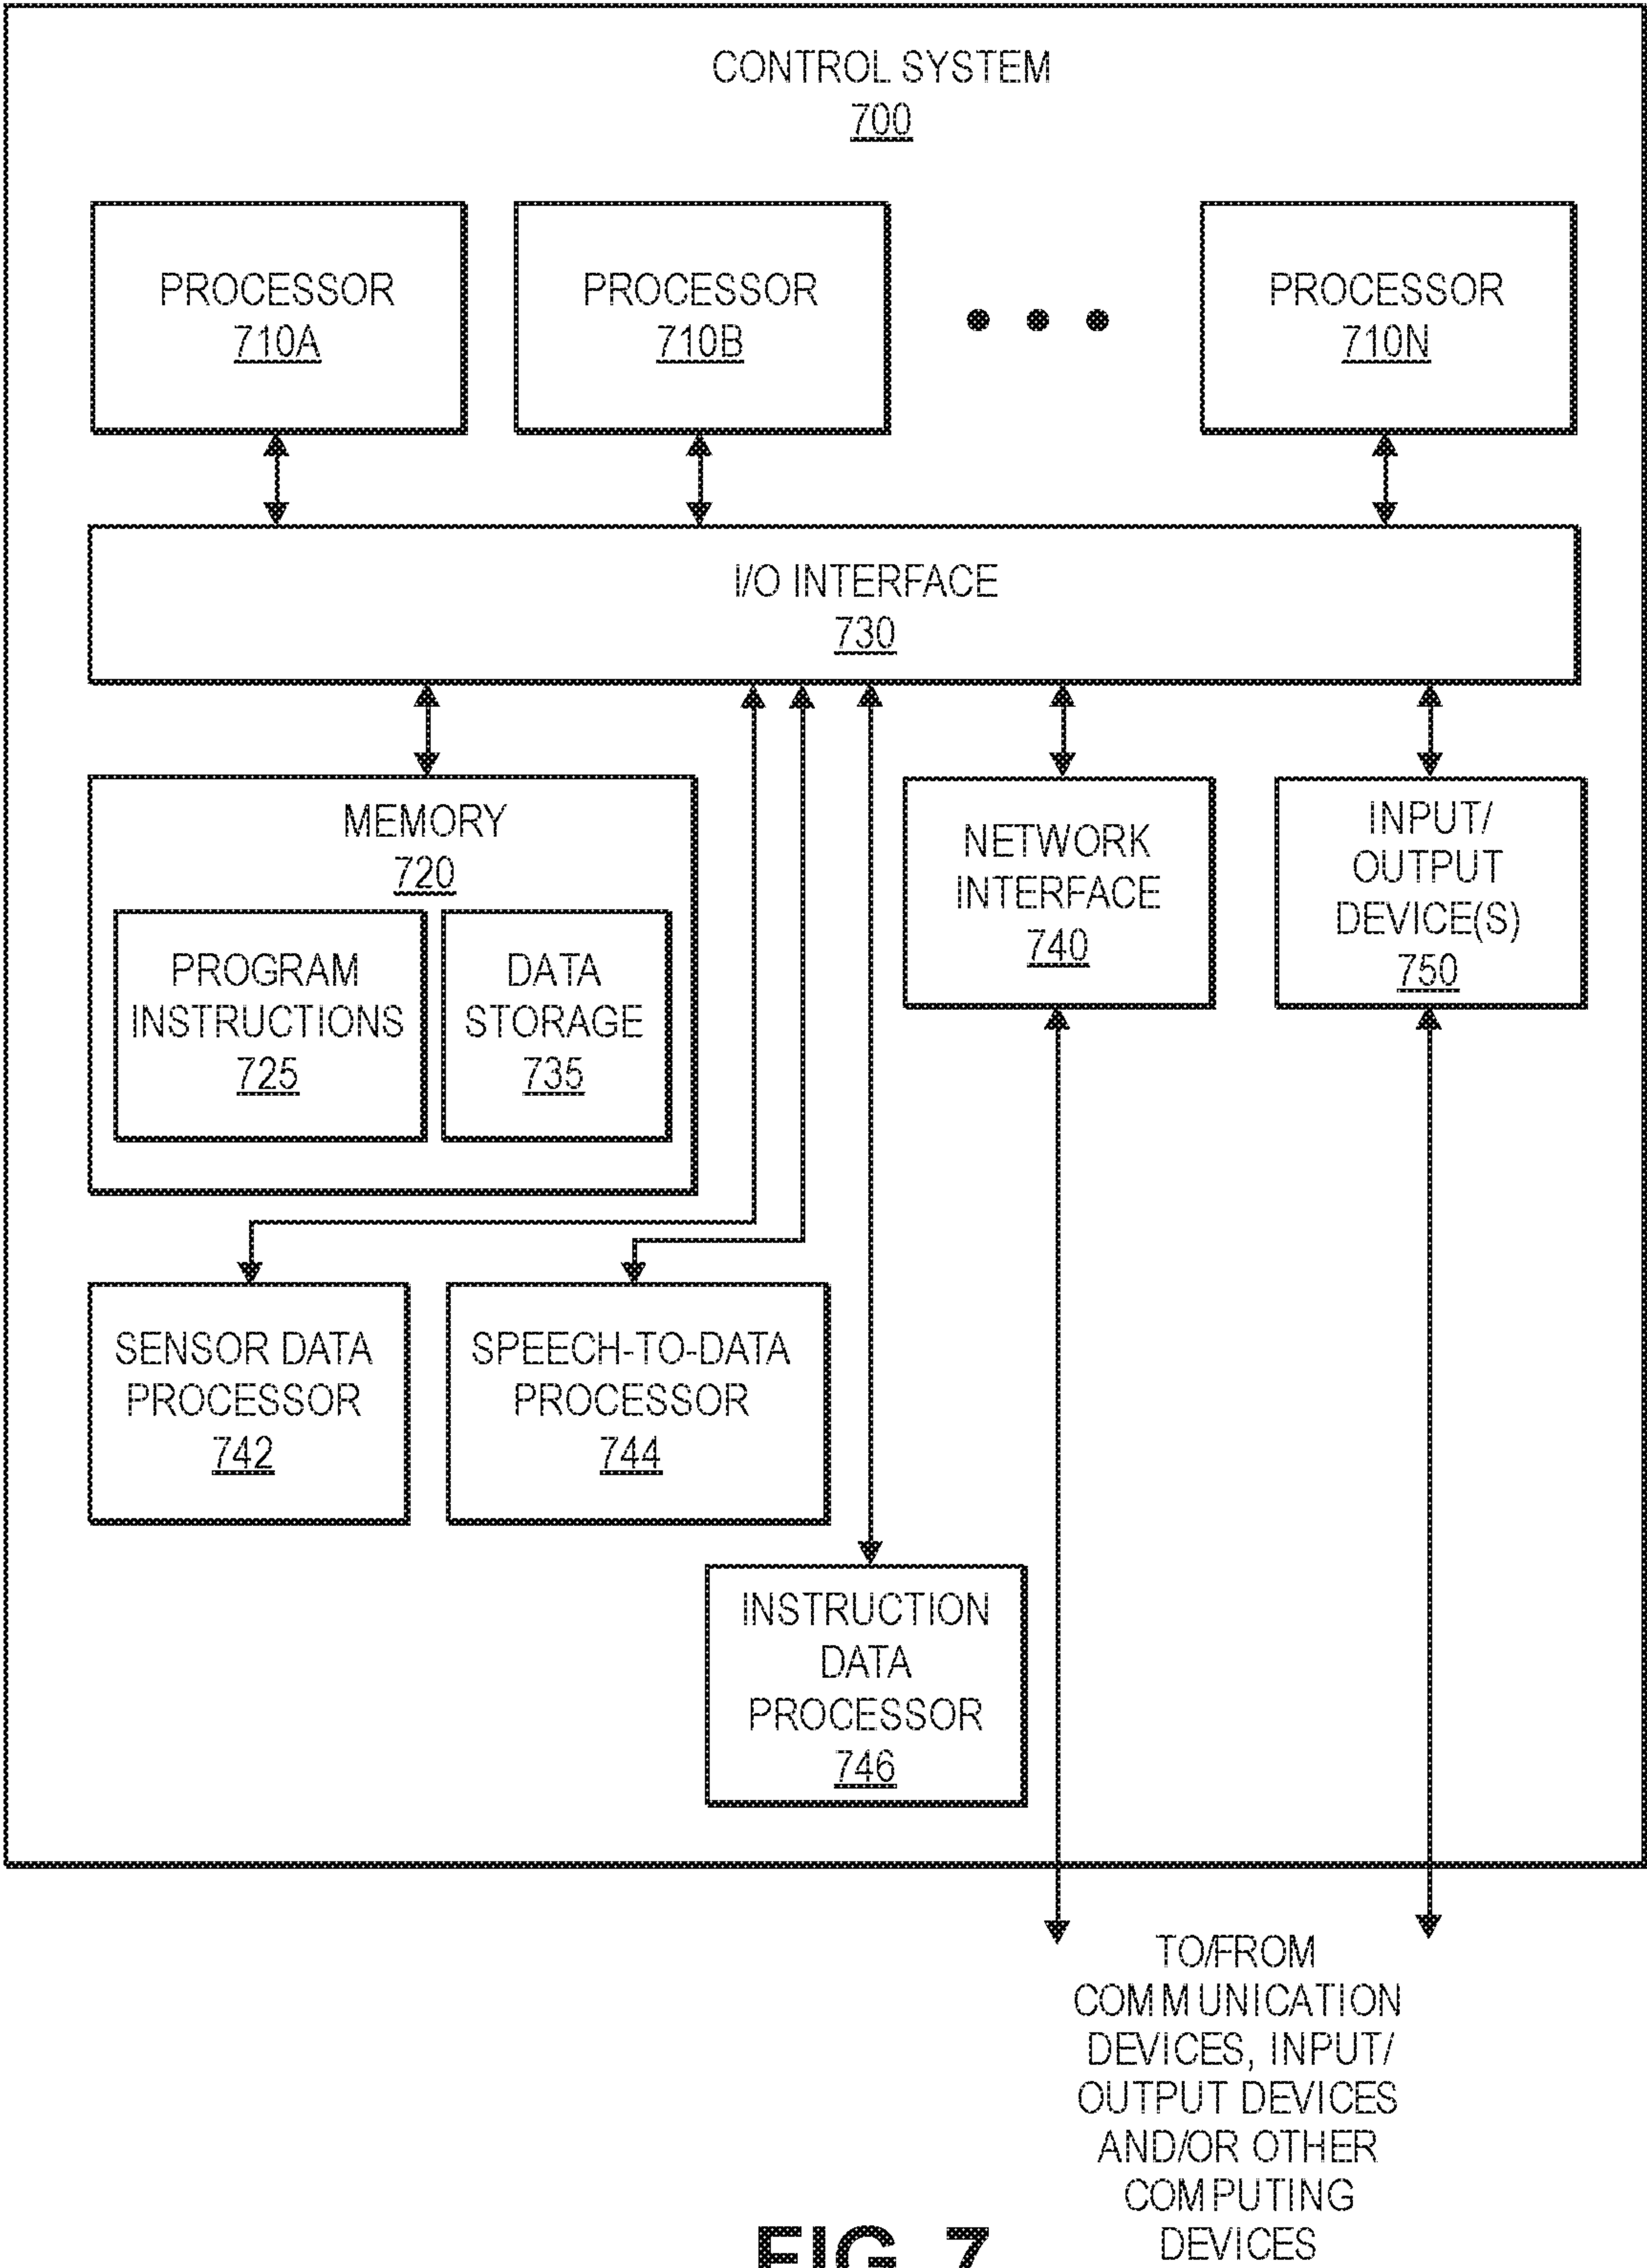 CONTROL SYSTEM
700
PROCESSOR
710A
PROCESSOR
710B
PROCESSOR
710N
I/O INTERFACE
730
MEMORY
720
PROGRAM
INSTRUCTIONS
725
DATA
STORAGE
735
NETWORK
INTERFACE
740
INPUT/
OUTPUT
DEVICE(S)
750
SENSOR DATA
PROCESSOR
742
SPEECH-TO-DATA
PROCESSOR
744
INSTRUCTION
DATA
PROCESSOR
746
TO/FROM
COMMUNICATION
DEVICES, INPUT/
OUTPUT DEVICES
AND/OR OTHER
COMPUTING
DEVICES
FIG. 7